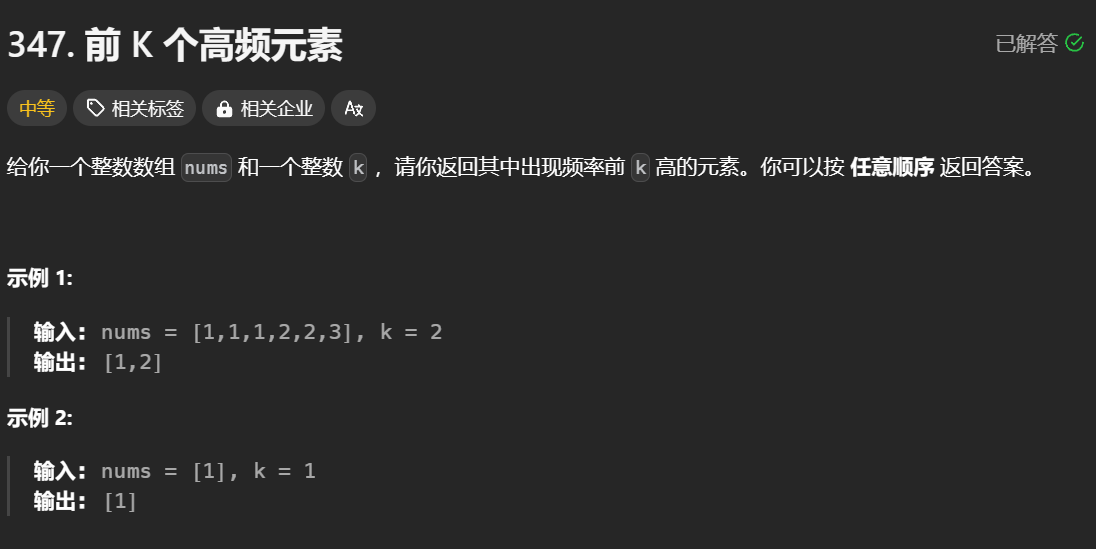 347. 前 K 个高频元素
已解答
中等 相关标签 相关企业 A文
给你一个整数数组 nums 和一个整数 k ，请你返回其中出现频率前 k 高的元素。你可以按 任意顺序 返回答案。
示例 1:
输入: nums = [1,1,1,2,2,3], k = 2
输出: [1,2]
示例 2:
输入: nums = [1], k = 1
输出: [1]